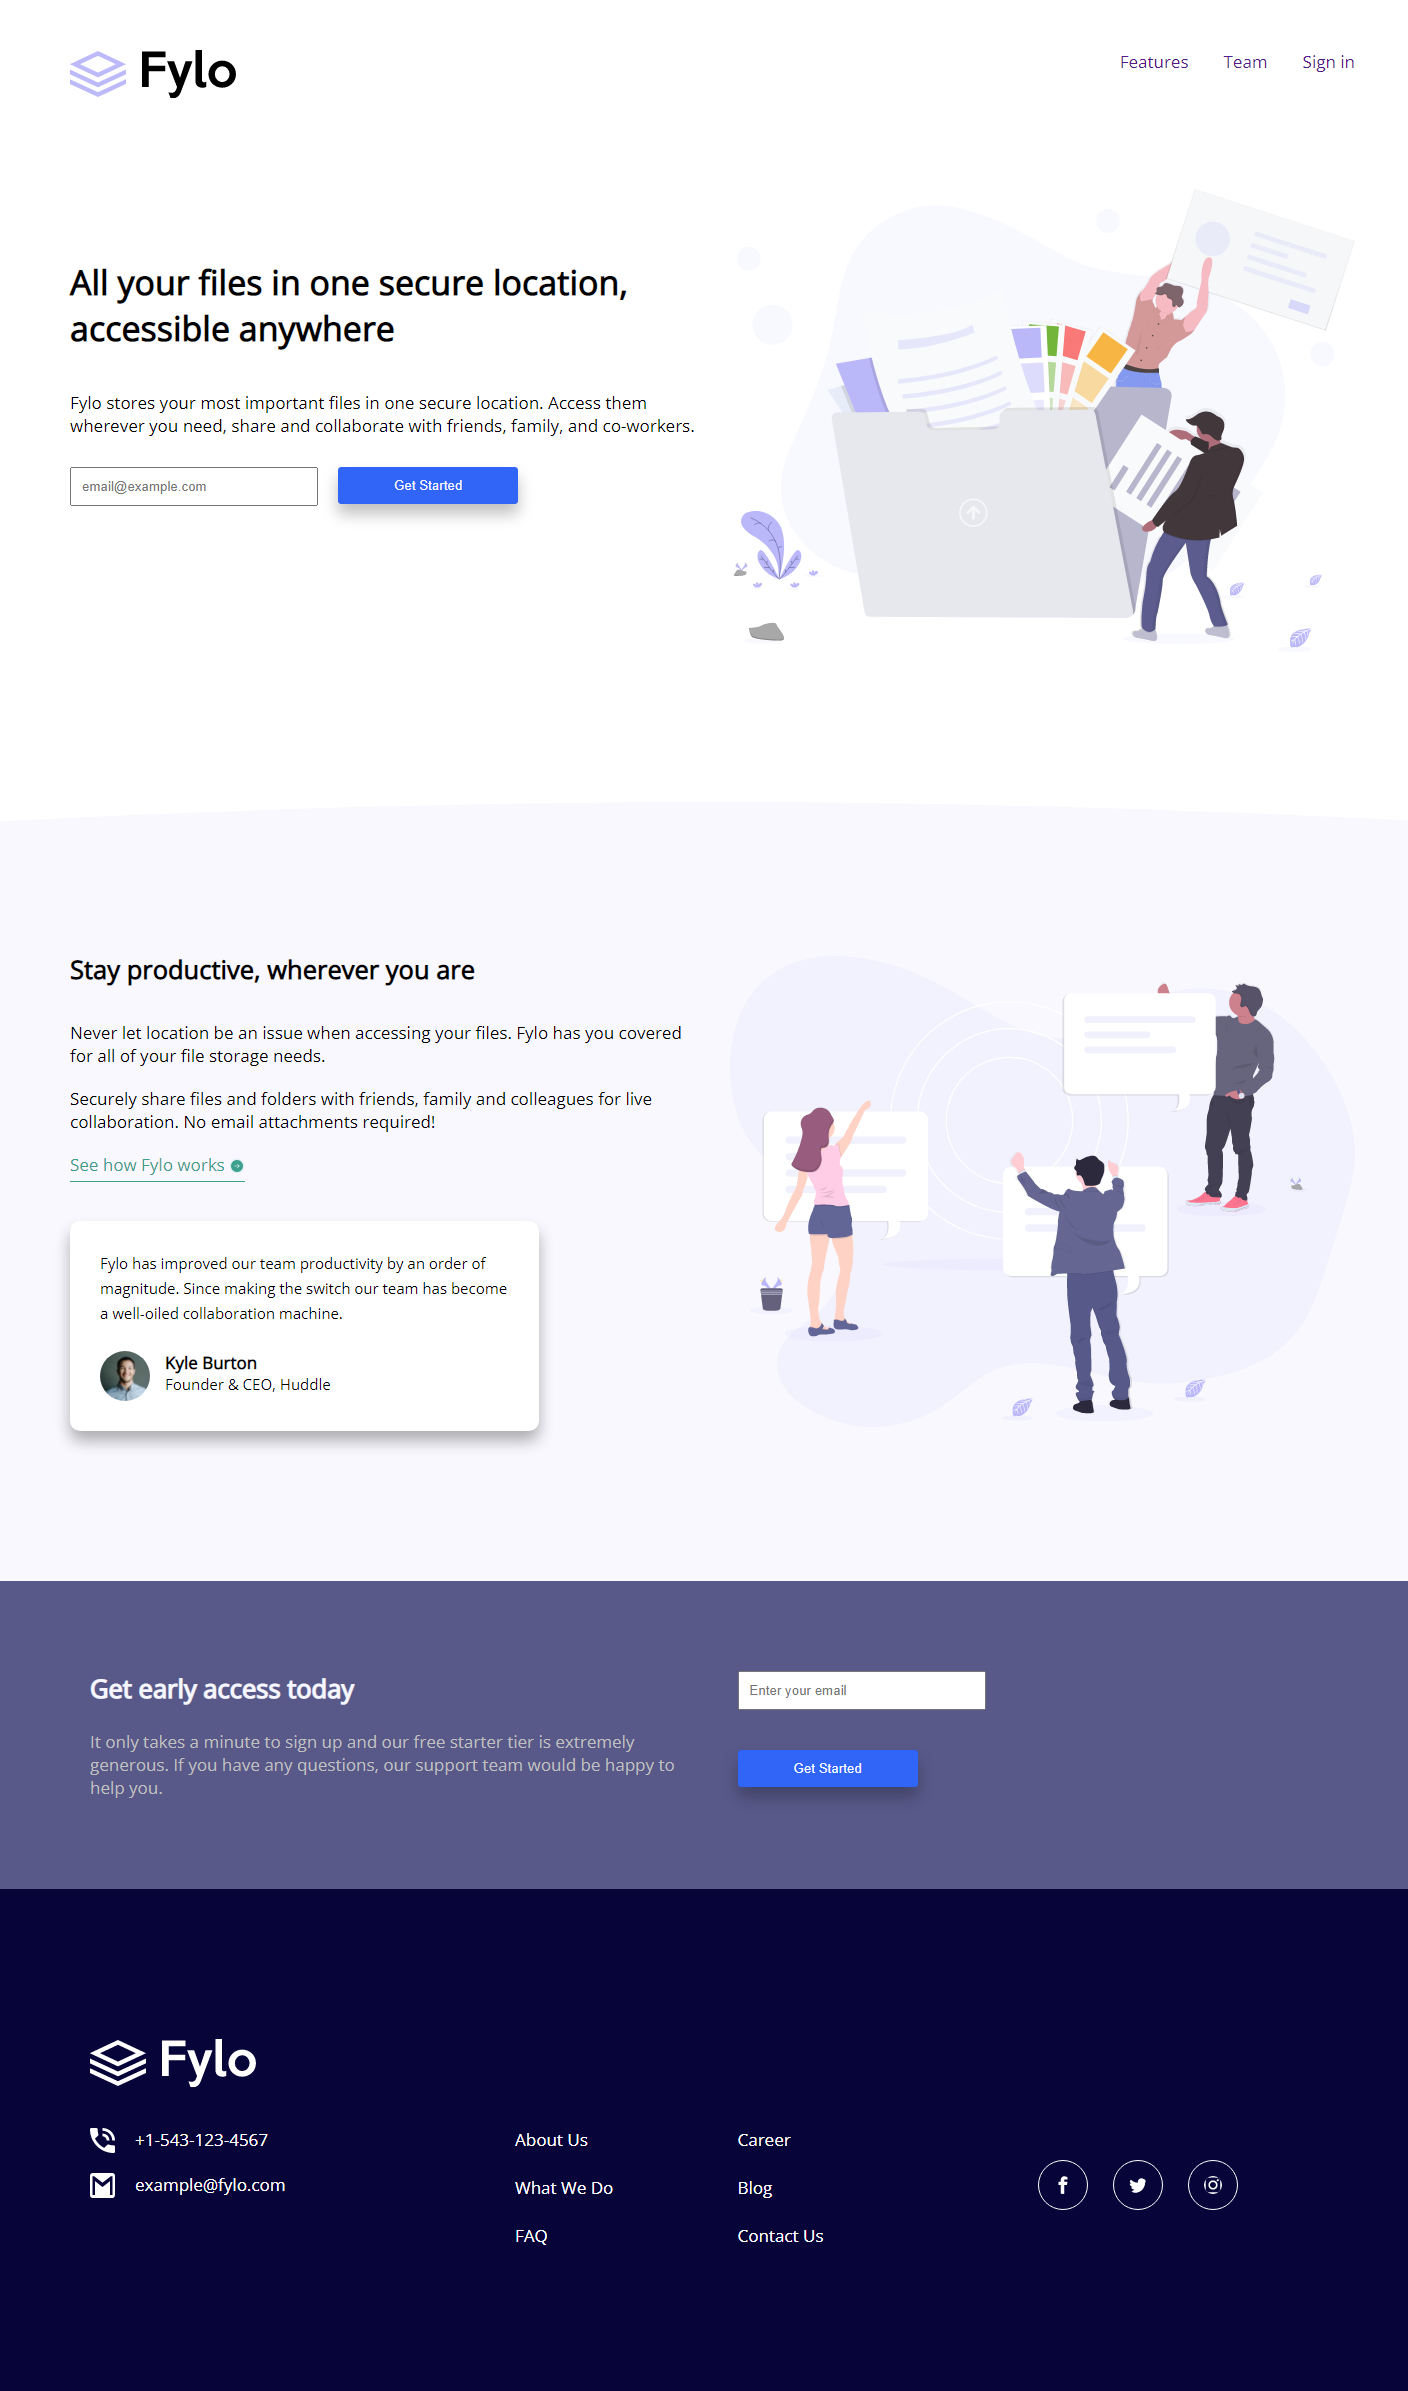 Fylo
Features
Team
Sign in
All your files in one secure location,
accessible anywhere
Fylo stores your most important files in one secure location. Access them
wherever you need, share and collaborate with friends, family, and co-workers.
email@example.com
Get Started
Stay productive, wherever you are
Never let location be an issue when accessing your files. Fylo has you covered
for all of your file storage needs.
Securely share files and folders with friends, family and colleagues for live
collaboration. No email attachments required!
See how Fylo works
Fylo has improved our team productivity by an order of
magnitude. Since making the switch our team has become
a well-oiled collaboration machine.
Kyle Burton
Founder & CEO, Huddle
Get early access today
It only takes a minute to sign up and our free starter tier is extremely
generous. If you have any questions, our support team would be happy to
help you.
Enter your email
Get Started
Fylo
+1-543-123-4567
example@fylo.com
About Us
What We Do
FAQ
Career
Blog
Contact Us